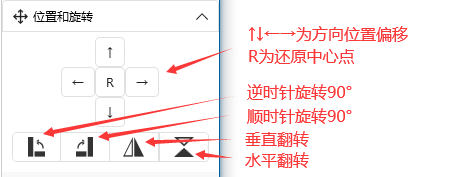 位置和旋转
↑
← R →
↓
↑↓←→为方向位置偏移
R为还原中心点
逆时针旋转90°
顺时针旋转90°
垂直翻转
水平翻转